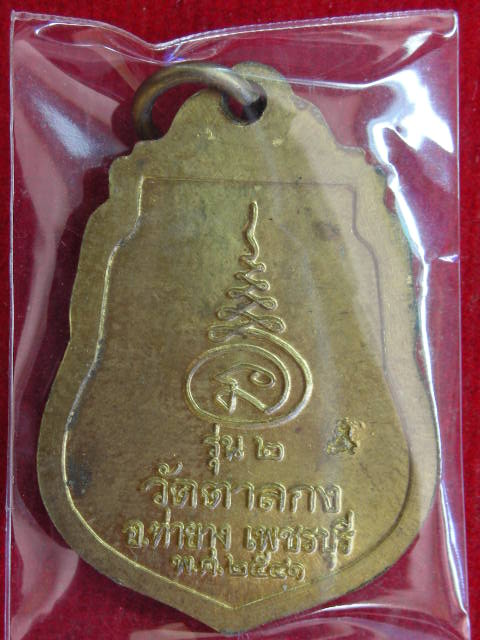 รุ่น ๒
วัดตาลกง
อ.ท่ายาง เพชรบุรี
พ.ศ.๒๕๔๑